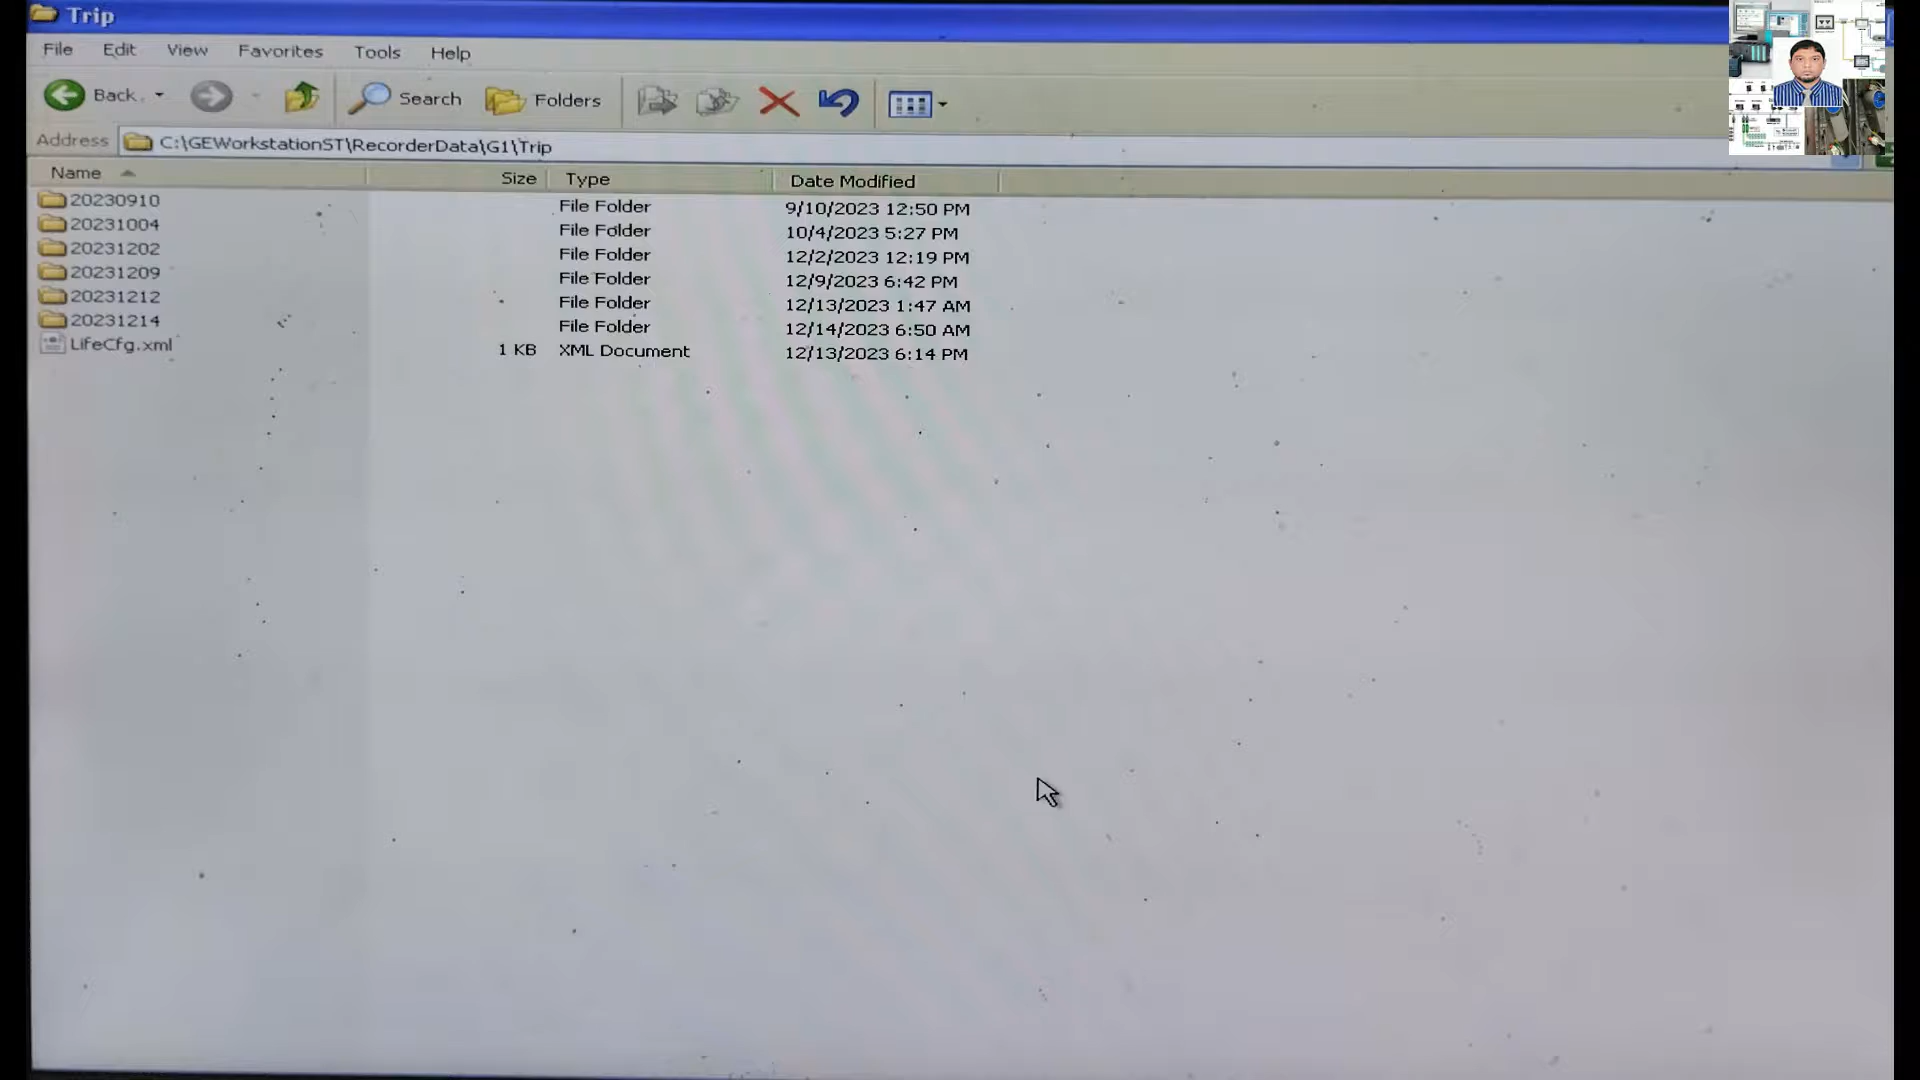 Trip
File Edit View Favorites Tools Help
Back Search Folders
Address C:\GEWorkstationST\RecorderData\G1\Trip
Name Size Type Date Modified
20230910 File Folder 9/10/2023 12:50 PM
20231004 File Folder 10/4/2023 5:27 PM
20231202 File Folder 12/2/2023 12:19 PM
20231209 File Folder 12/9/2023 6:42 PM
20231212 File Folder 12/13/2023 1:47 AM
20231214 File Folder 12/14/2023 6:50 AM
LifeCfg.xml 1 KB XML Document 12/13/2023 6:14 PM